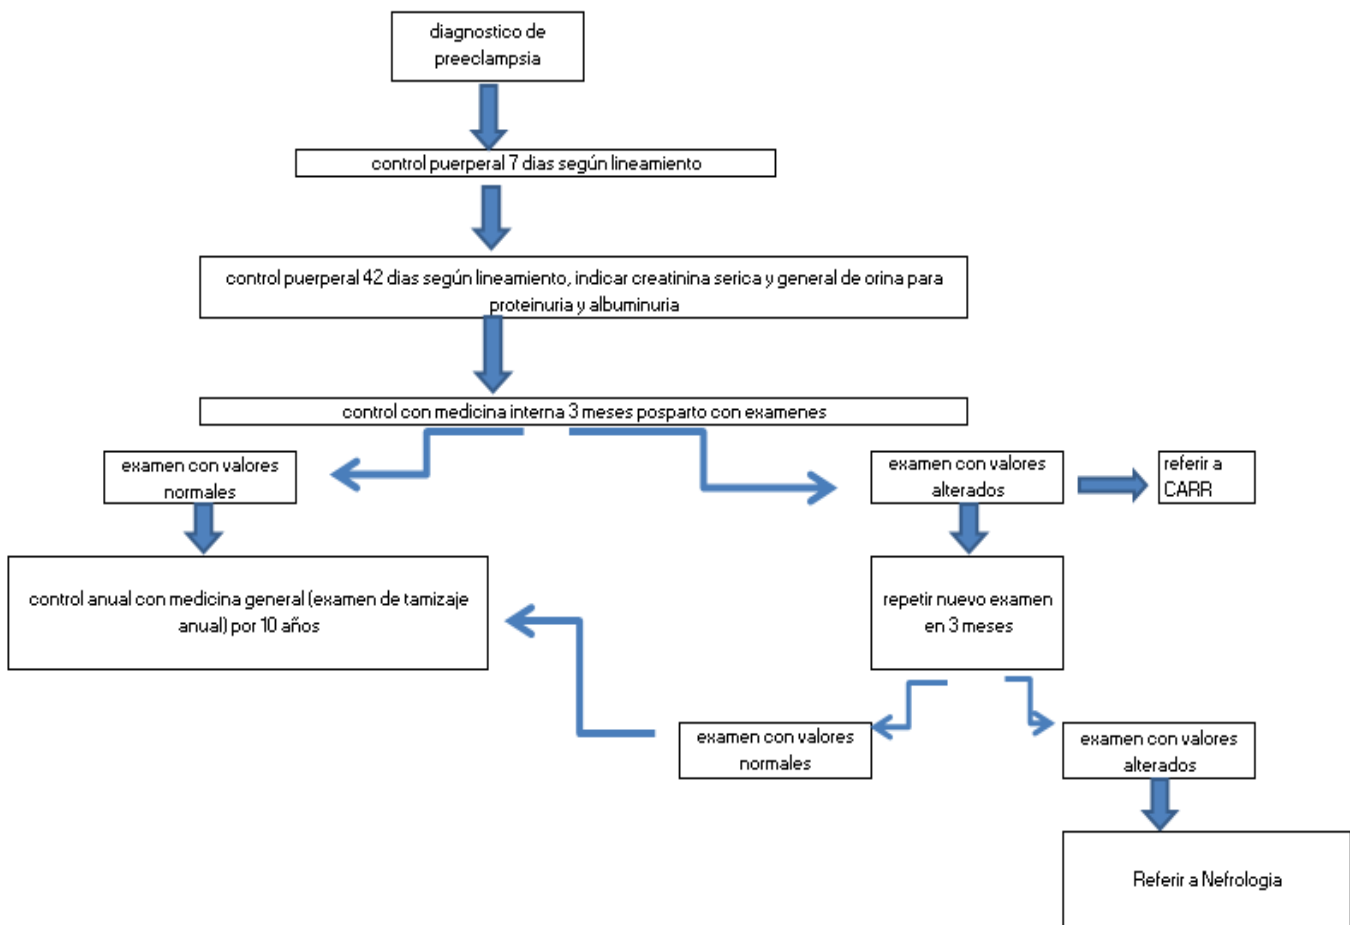 diagnostico de
preeclampsia
control puerperal 7 dias según lineamiento
control puerperal 42 dias según lineamiento, indicar creatinina serica y general de orina para
proteinuria y albuminuria
control con medicina interna 3 meses posparto con examenes
examen con valores
normales
examen con valores
alterados
referir a
CARR
control anual con medicina general (examen de tamizaje
anual) por 10 años
repetir nuevo examen
en 3 meses
examen con valores
normales
examen con valores
alterados
Referir a Nefrologia